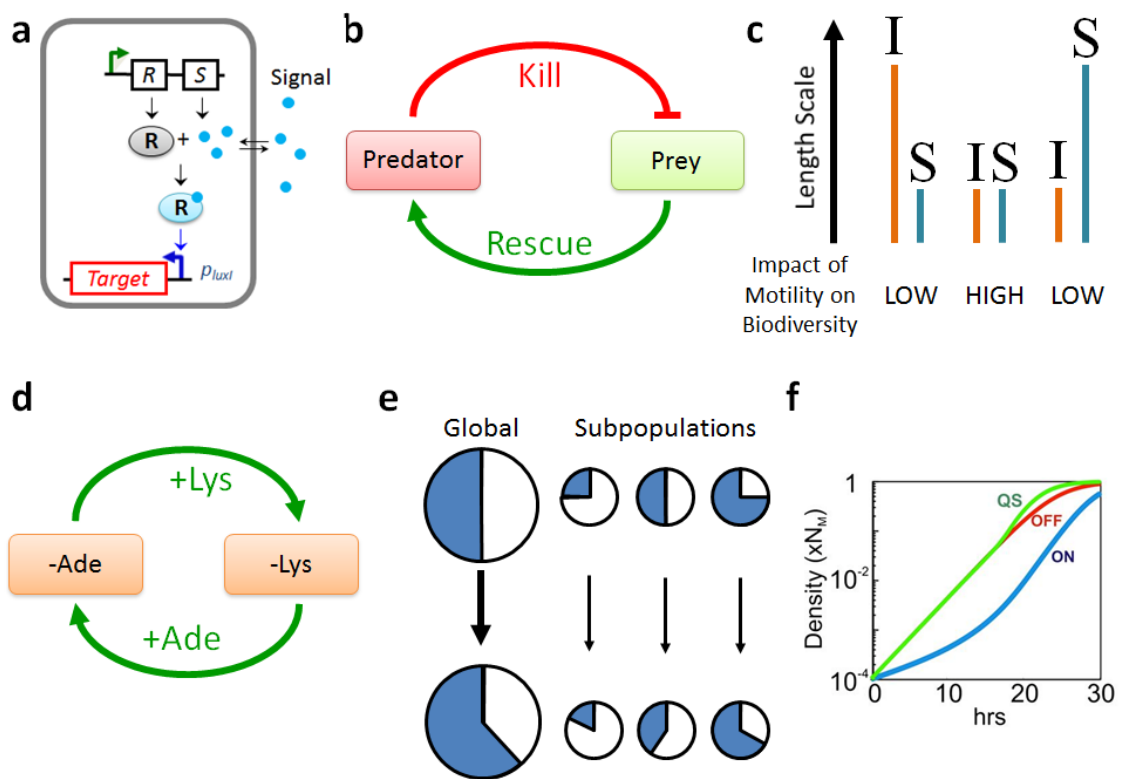 a
R
S
Signal
R
+
R
Target
pluxI
b
Kill
Predator
Prey
Rescue
c
Length Scale
I
S
I S
I
S
Impact of
Motility on
Biodiversity
LOW
HIGH
LOW
d
+Lys
-Ade
-Lys
+Ade
e
Global
Subpopulations
f
Density (xNM)
1
10-2
10-4
QS
OFF
ON
0
10
20
30
hrs